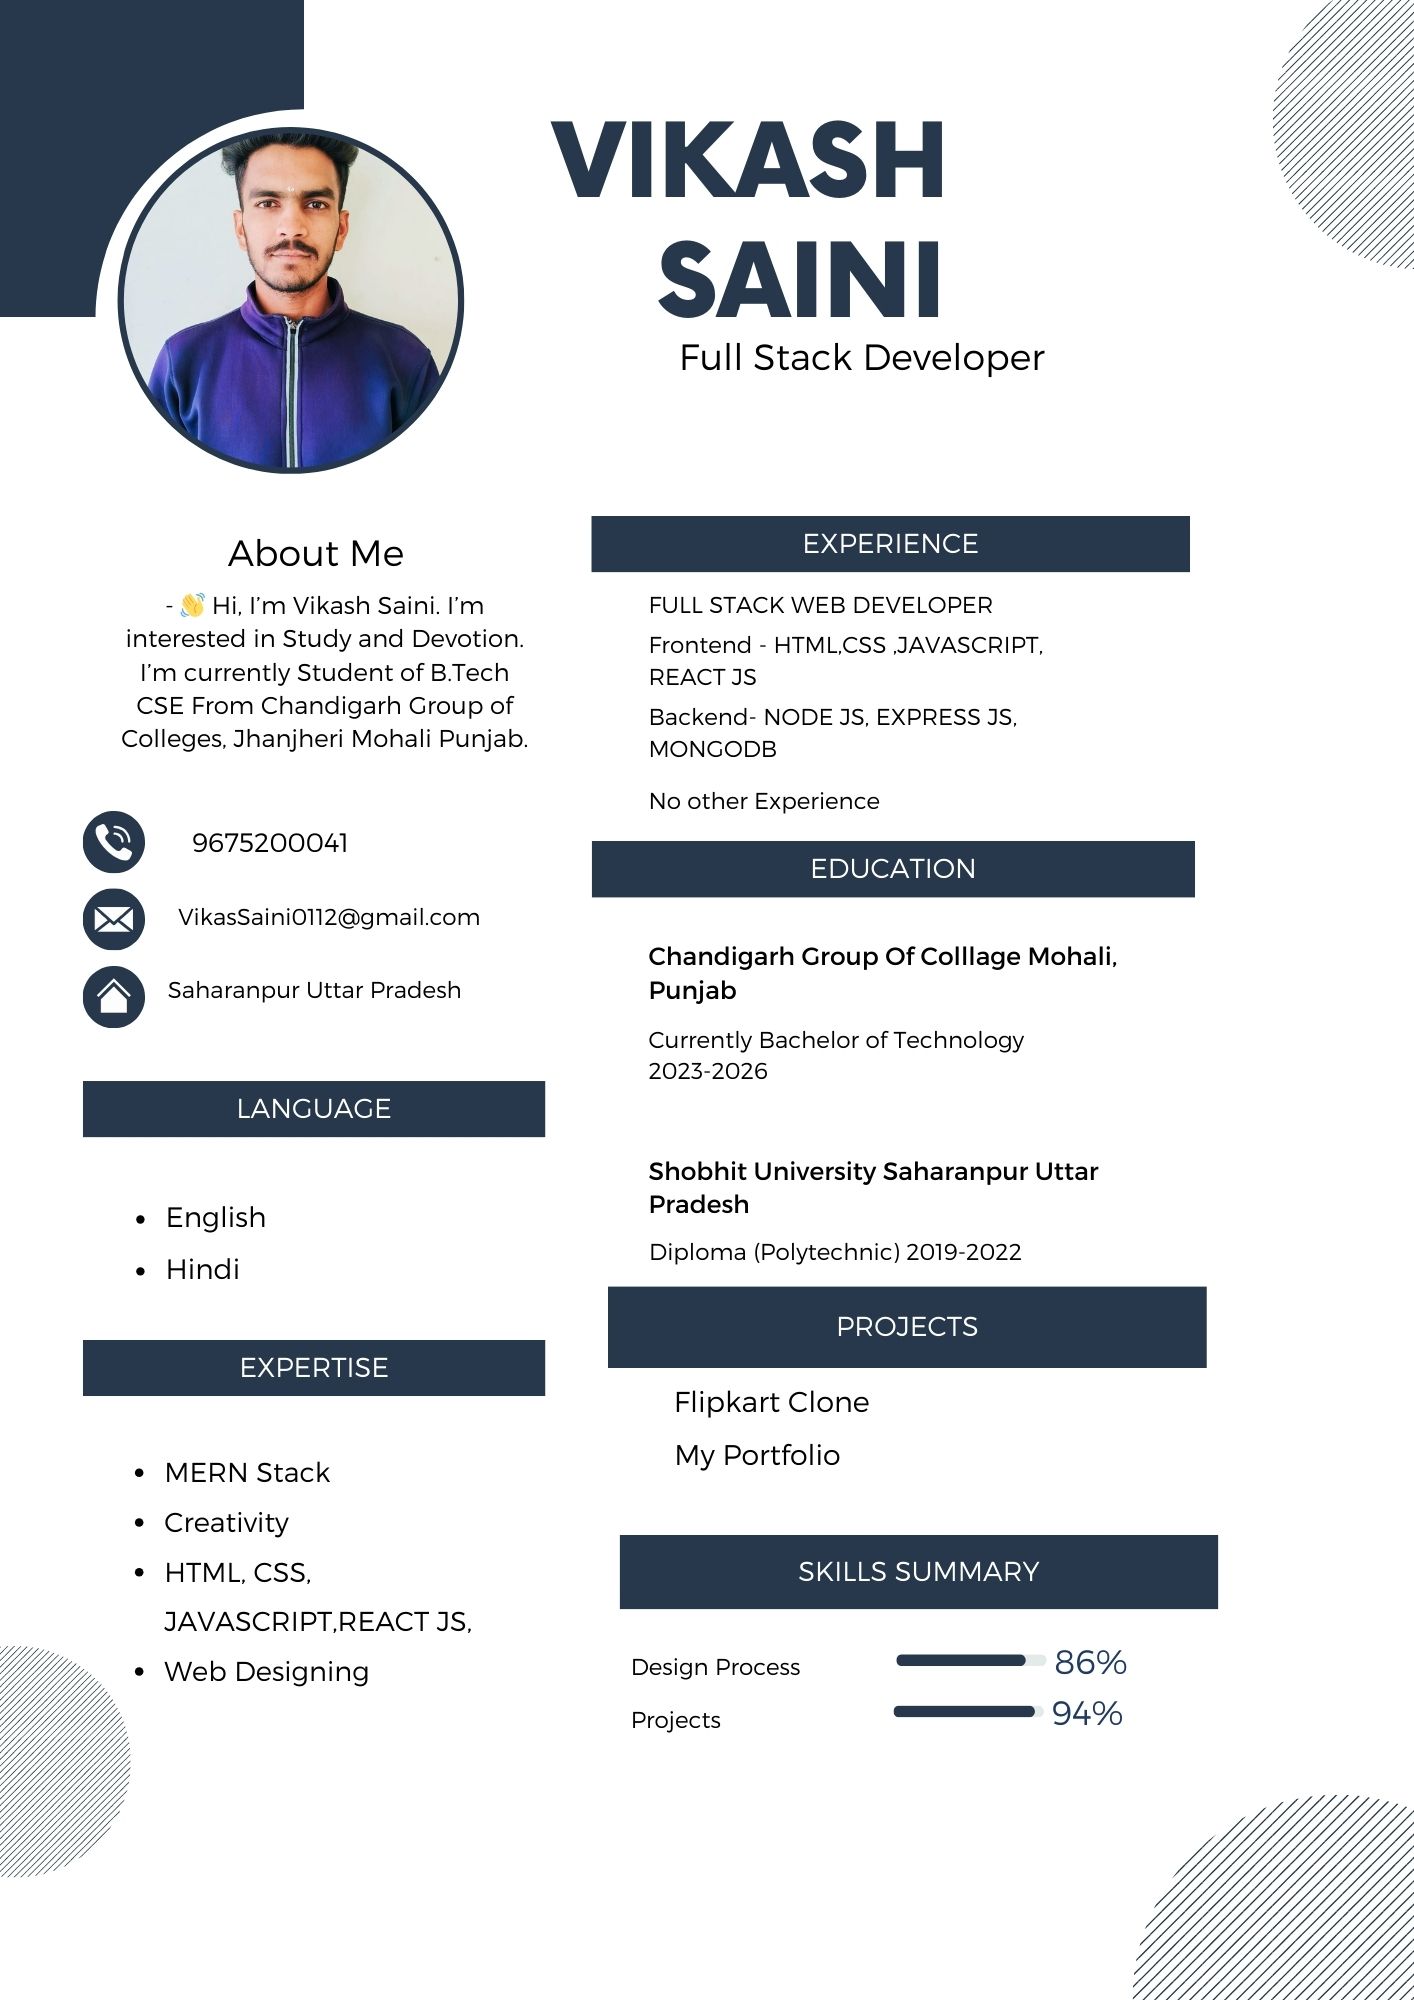 VIKASH
SAINI
Full Stack Developer
About Me
- 👋 Hi, I’m Vikash Saini. I’m
interested in Study and Devotion.
I’m currently Student of B.Tech
CSE From Chandigarh Group of
Colleges, Jhanjheri Mohali Punjab.
9675200041
VikasSaini0112@gmail.com
Saharanpur Uttar Pradesh
LANGUAGE
• English
• Hindi
EXPERTISE
• MERN Stack
• Creativity
• HTML, CSS,
JAVASCRIPT,REACT JS,
• Web Designing
EXPERIENCE
FULL STACK WEB DEVELOPER
Frontend - HTML,CSS ,JAVASCRIPT,
REACT JS
Backend- NODE JS, EXPRESS JS,
MONGODB
No other Experience
EDUCATION
Chandigarh Group Of Colllage Mohali,
Punjab
Currently Bachelor of Technology
2023-2026
Shobhit University Saharanpur Uttar
Pradesh
Diploma (Polytechnic) 2019-2022
PROJECTS
Flipkart Clone
My Portfolio
SKILLS SUMMARY
Design Process 86%
Projects 94%